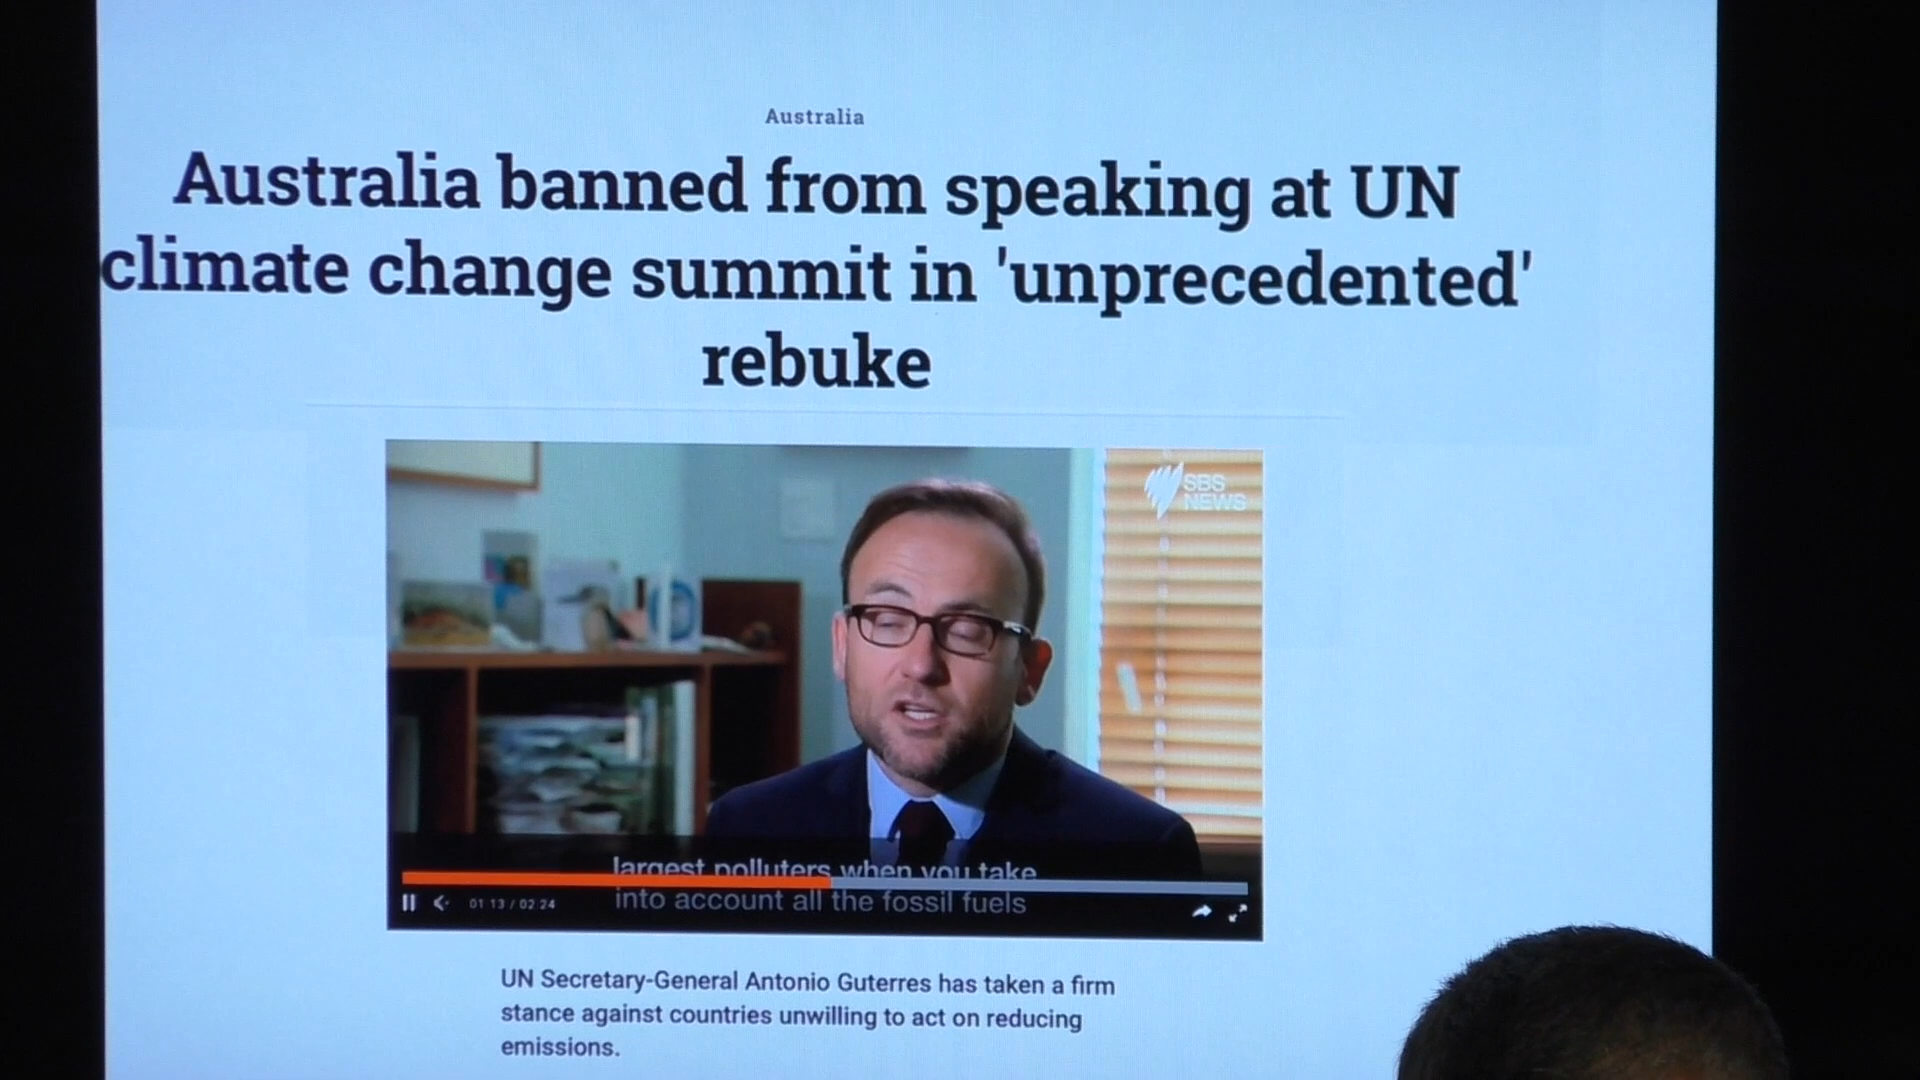 Australia
Australia banned from speaking at UN
climate change summit in 'unprecedented'
rebuke
SBS
NEWS
largest polluters when you take
into account all the fossil fuels
01:13 / 02:24
UN Secretary-General Antonio Guterres has taken a firm
stance against countries unwilling to act on reducing
emissions.